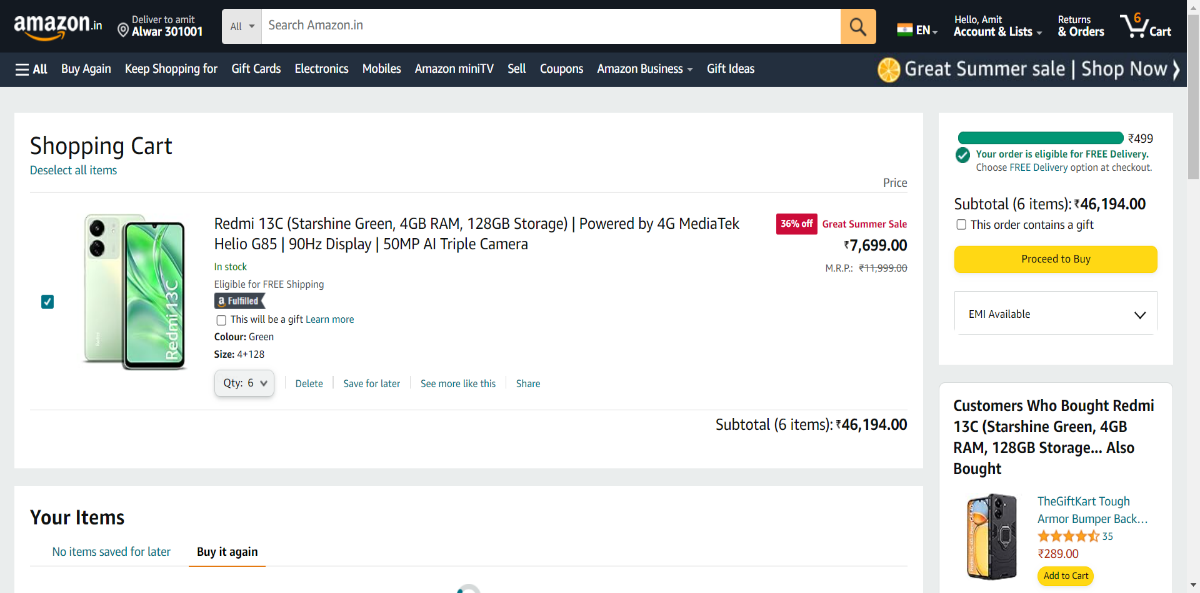 amazon.in
Deliver to amit
Alwar 301001
All
Search Amazon.in
EN
Hello, Amit
Account & Lists
Returns
& Orders
6
Cart
All
Buy Again
Keep Shopping for
Gift Cards
Electronics
Mobiles
Amazon miniTV
Sell
Coupons
Amazon Business
Gift Ideas
Great Summer sale | Shop Now
Shopping Cart
Deselect all items
Price
Redmi 13C (Starshine Green, 4GB RAM, 128GB Storage) | Powered by 4G MediaTek
Helio G85 | 90Hz Display | 50MP AI Triple Camera
36% off
Great Summer Sale
₹7,699.00
M.R.P.: ₹11,999.00
In stock
Eligible for FREE Shipping
a Fulfilled
This will be a gift Learn more
Colour: Green
Size: 4+128
Qty: 6
Delete
Save for later
See more like this
Share
Redmi 13C
Subtotal (6 items): ₹46,194.00
Your Items
No items saved for later
Buy it again
₹499
Your order is eligible for FREE Delivery.
Choose FREE Delivery option at checkout.
Subtotal (6 items): ₹46,194.00
This order contains a gift
Proceed to Buy
EMI Available
Customers Who Bought Redmi
13C (Starshine Green, 4GB
RAM, 128GB Storage... Also
Bought
TheGiftKart Tough
Armor Bumper Back...
35
₹289.00
Add to Cart